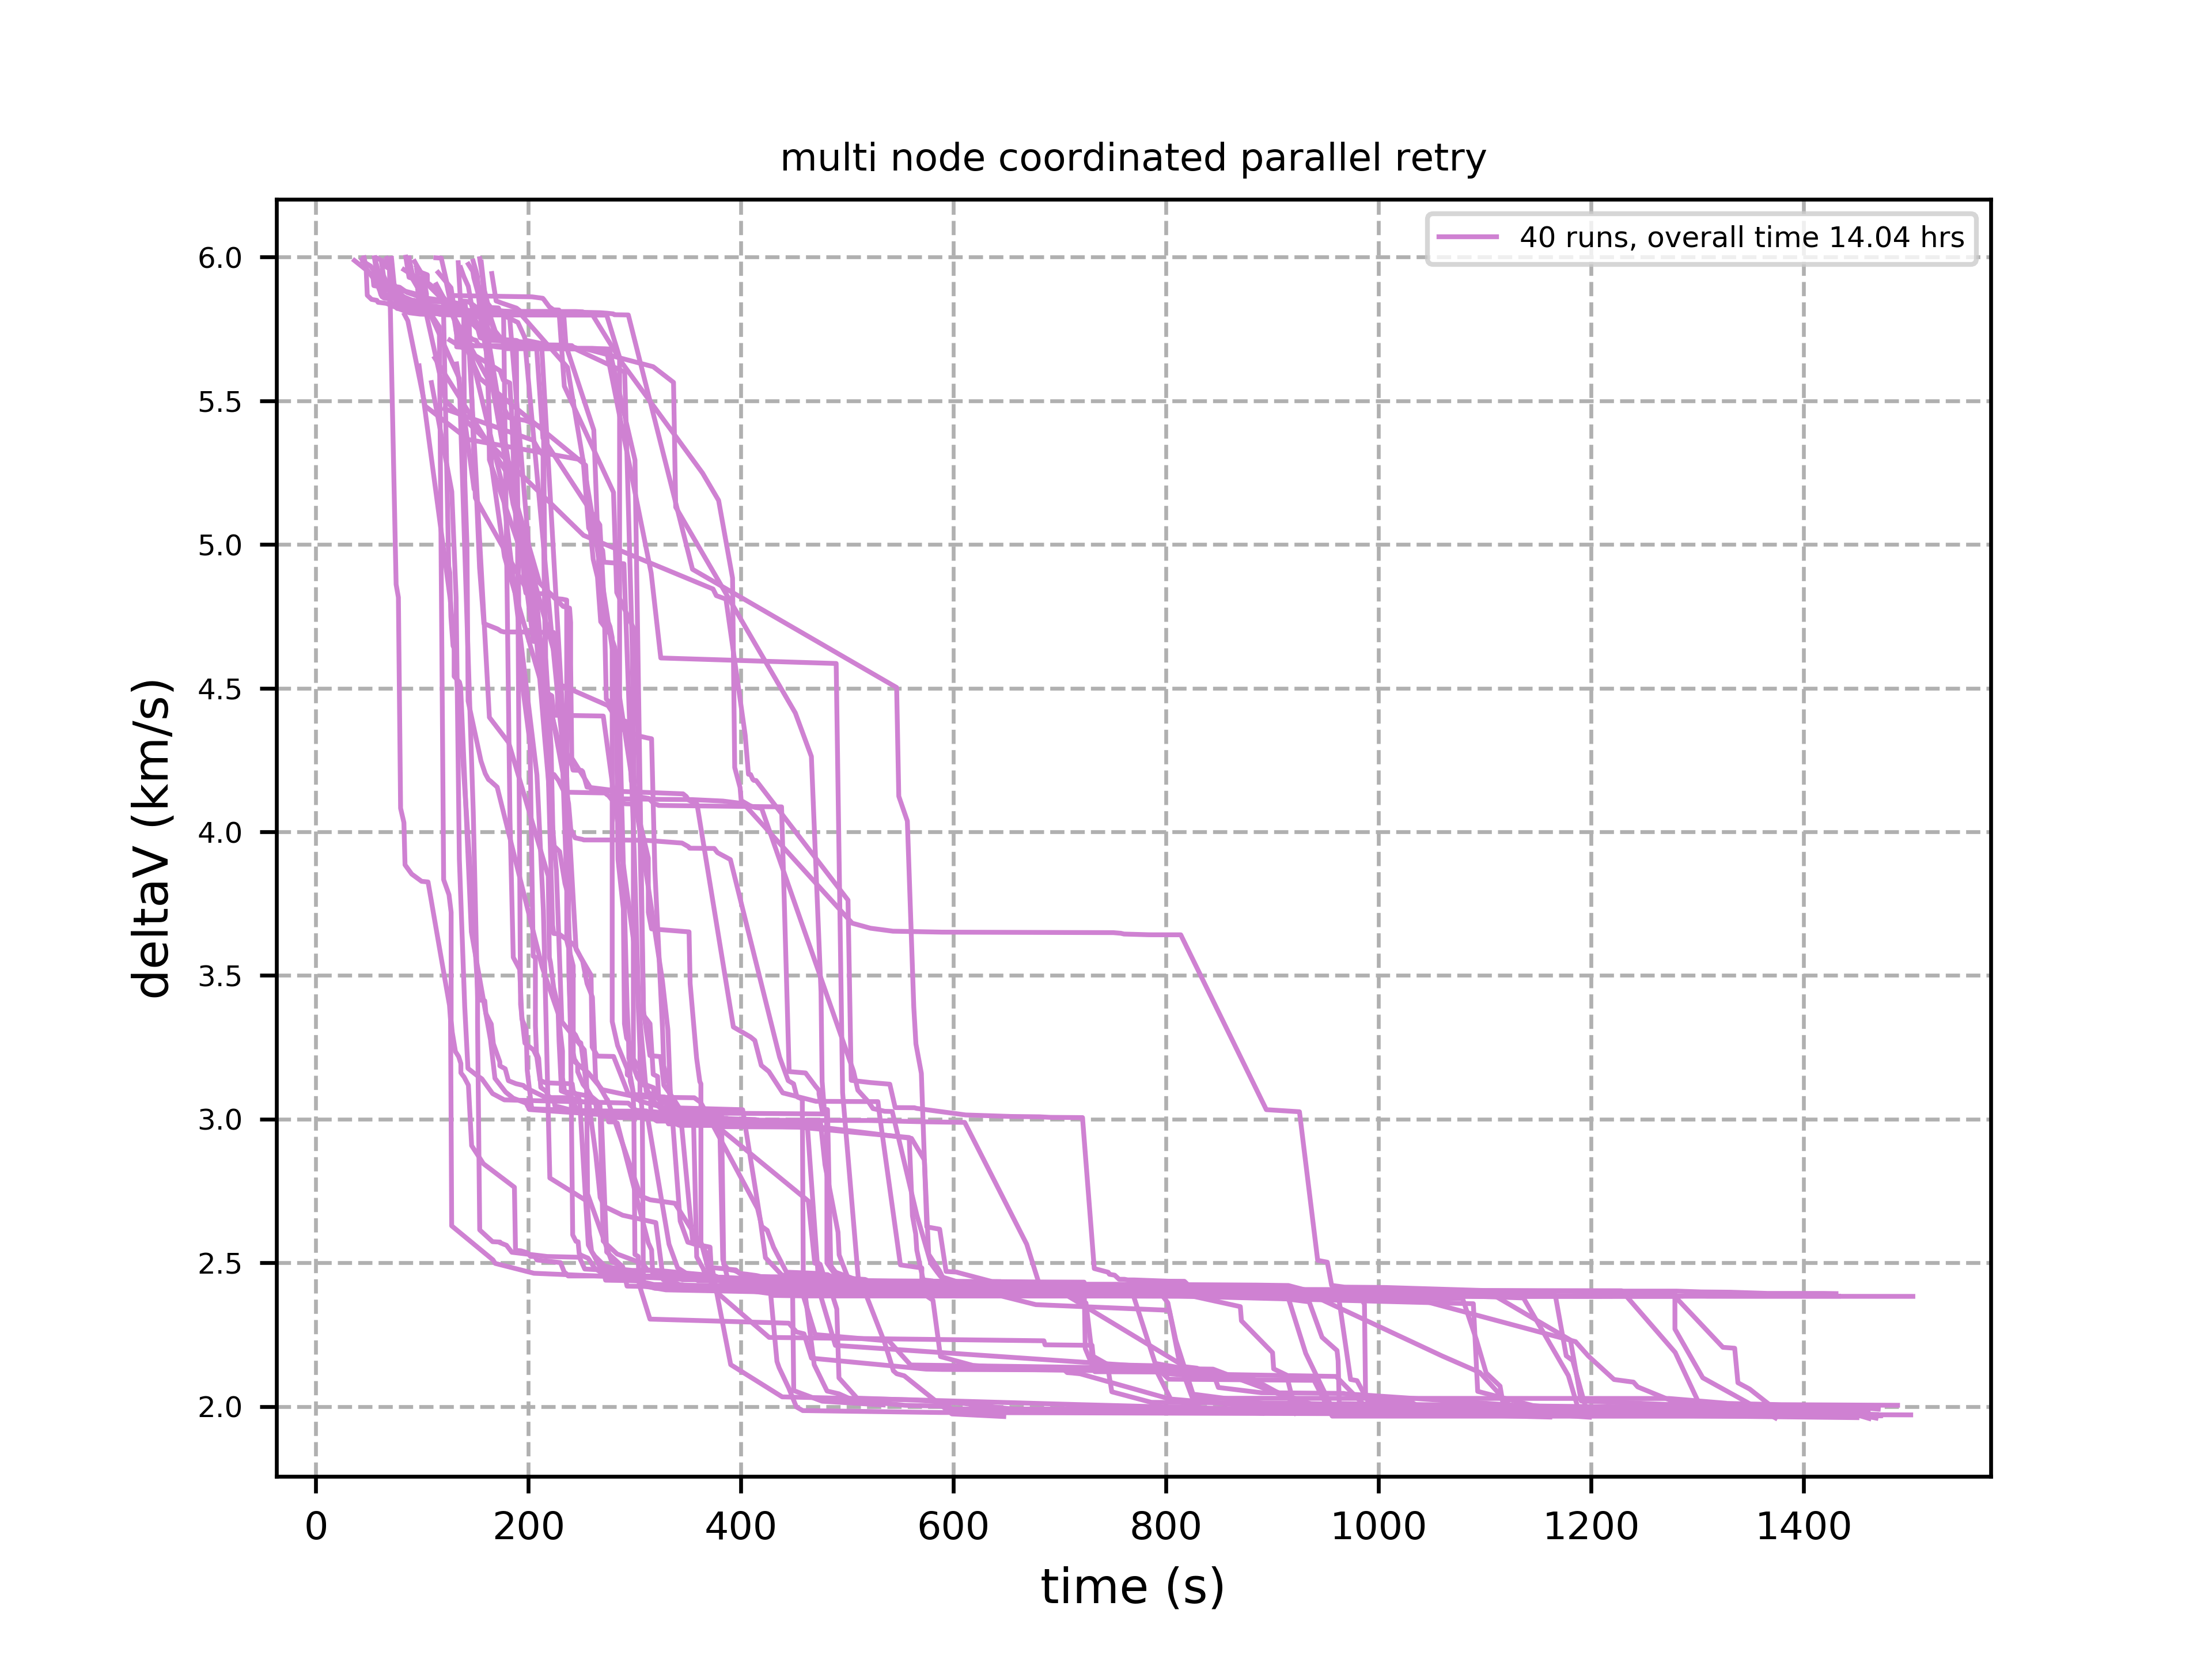 multi node coordinated parallel retry
40 runs, overall time 14.04 hrs
6.0
5.5
5.0
4.5
4.0
3.5
3.0
2.5
2.0
deltaV (km/s)
0 200 400 600 800 1000 1200 1400
time (s)